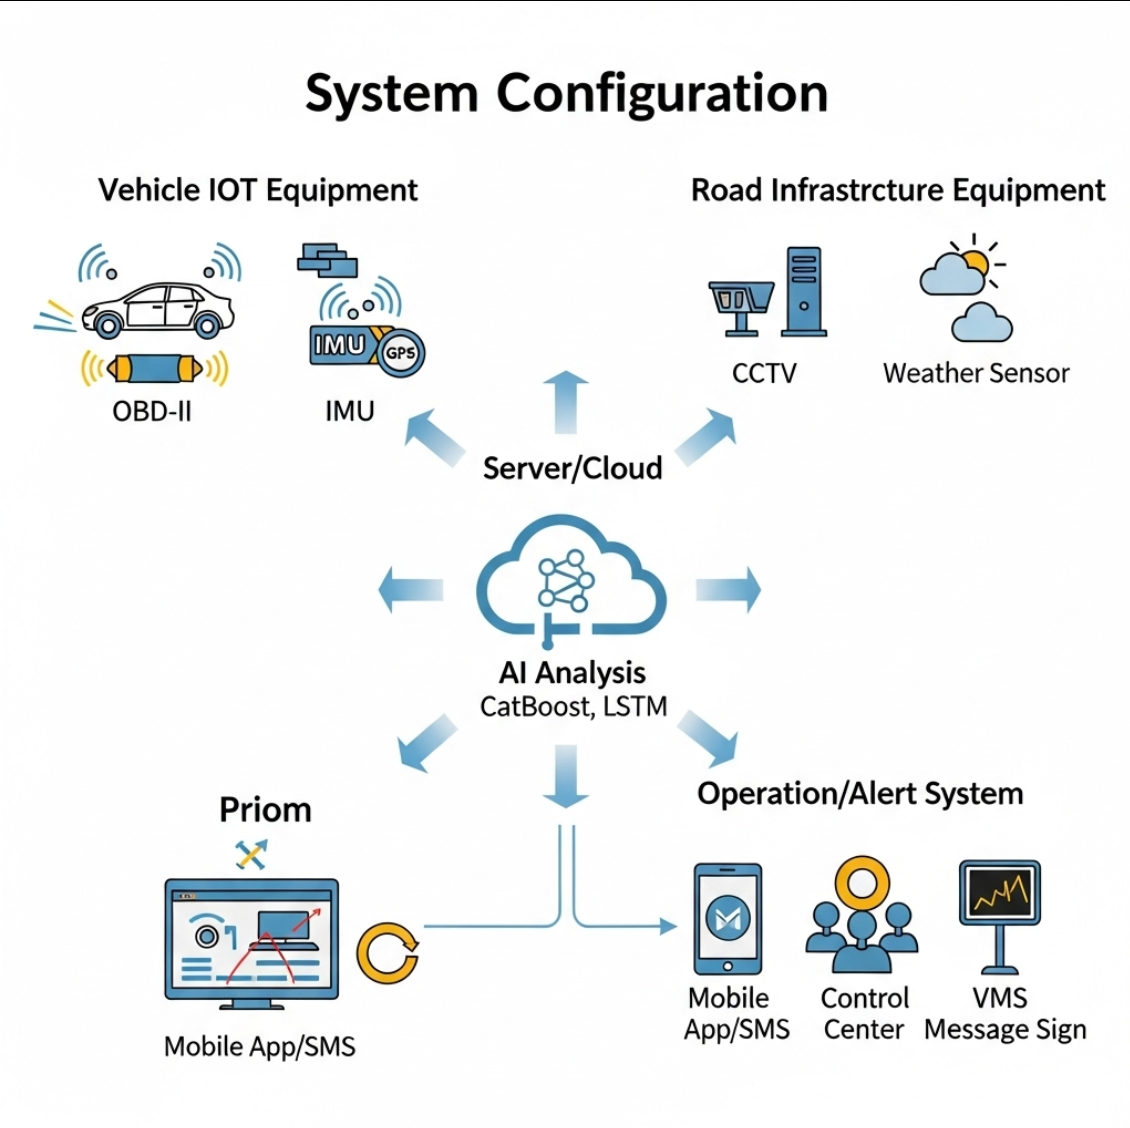 System Configuration
Vehicle IOT Equipment
Road Infrastrcture Equipment
IMU
GPS
OBD-II
IMU
CCTV
Weather Sensor
Server/Cloud
AI Analysis
CatBoost, LSTM
Priom
Mobile App/SMS
Operation/Alert System
Mobile
App/SMS
Control
Center
VMS
Message Sign